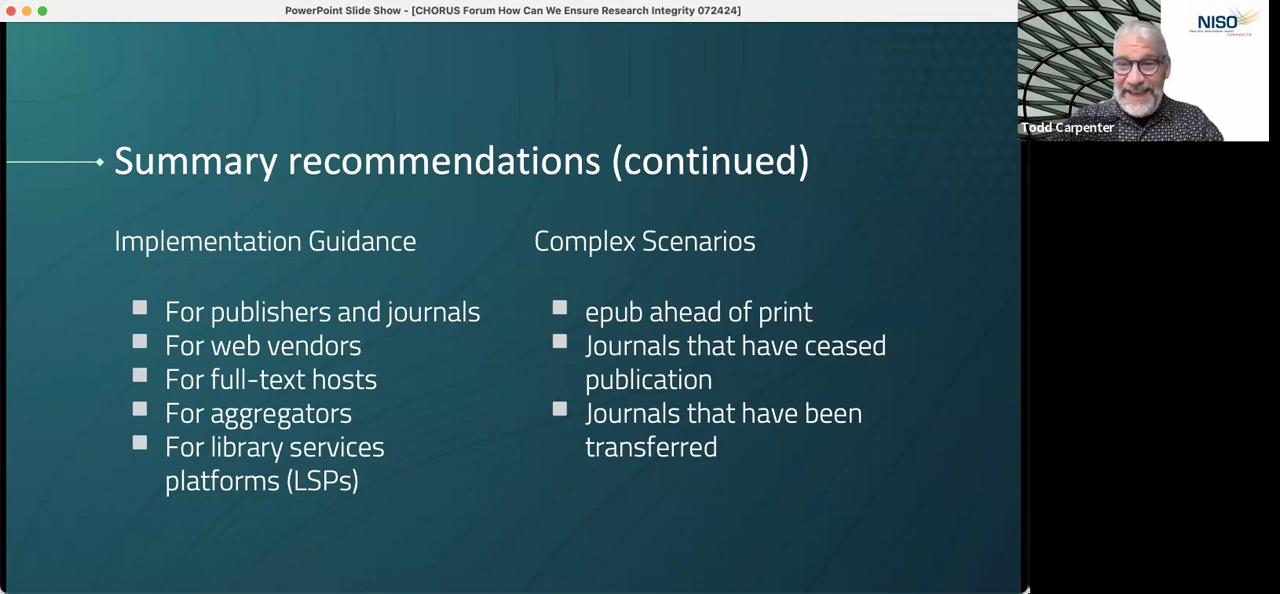 PowerPoint Slide Show - [CHORUS Forum How Can We Ensure Research Integrity 072424]
NISO
Todd Carpenter
Summary recommendations (continued)
Implementation Guidance
For publishers and journals
For web vendors
For full-text hosts
For aggregators
For library services
platforms (LSPs)
Complex Scenarios
epub ahead of print
Journals that have ceased
publication
Journals that have been
transferred